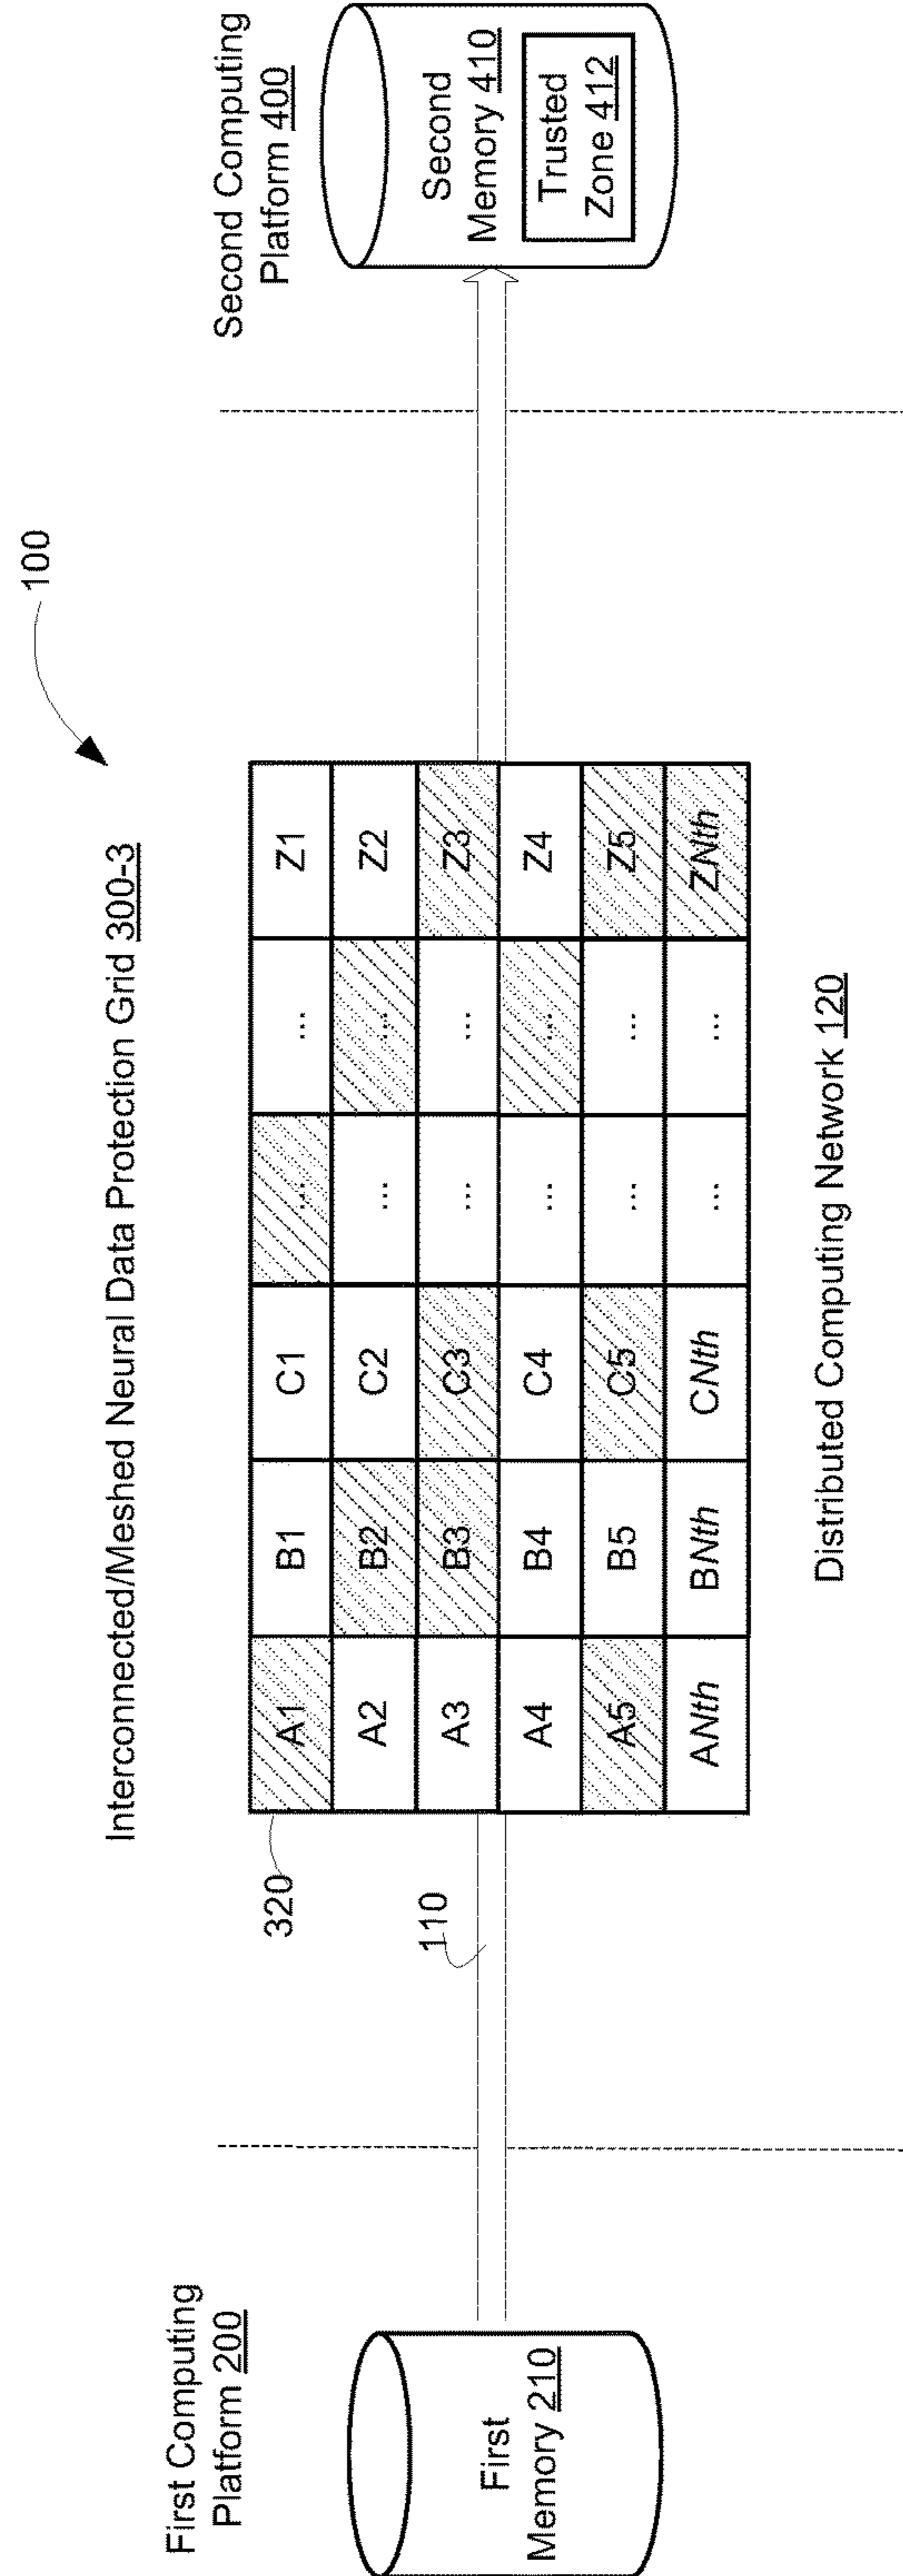 100
Interconnected/Meshed Neural Data Protection Grid 300-3
First Computing
Platform 200
Second Computing
Platform 400
First
Memory 210
110
320
A1 B1 C1 ... ... Z1
A2 B2 C2 ... ... Z2
A3 B3 C3 ... ... Z3
A4 B4 C4 ... ... Z4
A5 B5 C5 ... ... Z5
ANth BNth CNth ... ... ZNth
Second
Memory 410
Trusted
Zone 412
Distributed Computing Network 120